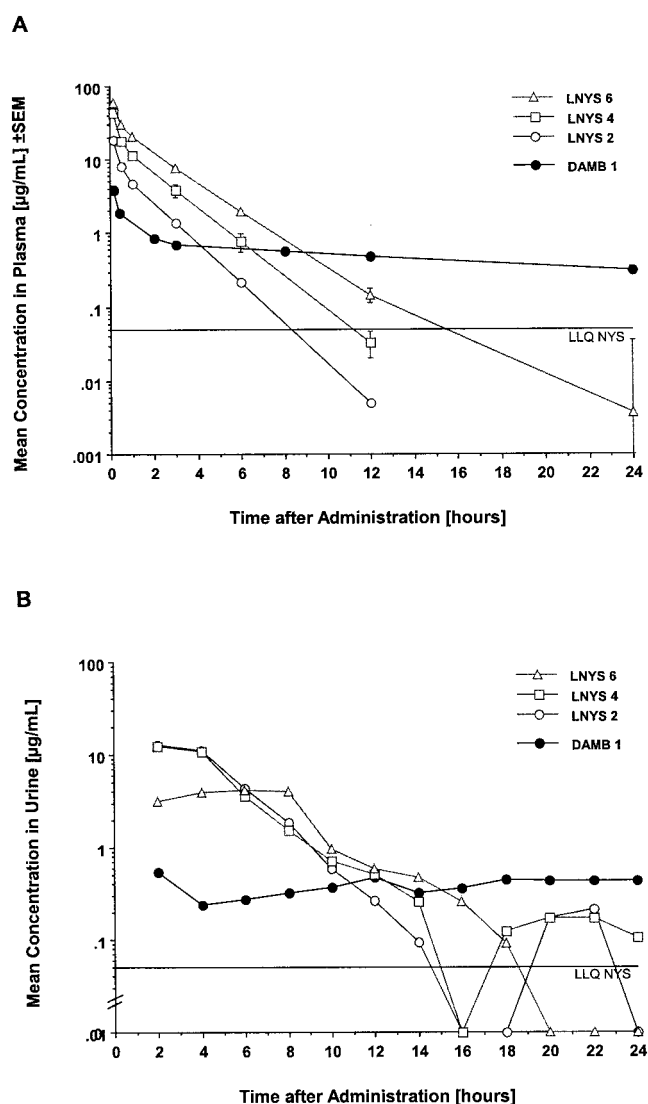 A
Mean Concentration in Plasma [µg/mL] ±SEM
100
10
1
.1
.01
.001
LNYS 6
LNYS 4
LNYS 2
DAMB 1
LLQ NYS
0 2 4 6 8 10 12 14 16 18 20 22 24
Time after Administration [hours]
B
Mean Concentration in Urine [µg/mL]
100
10
1
.1
LNYS 6
LNYS 4
LNYS 2
DAMB 1
LLQ NYS
0 2 4 6 8 10 12 14 16 18 20 22 24
Time after Administration [hours]